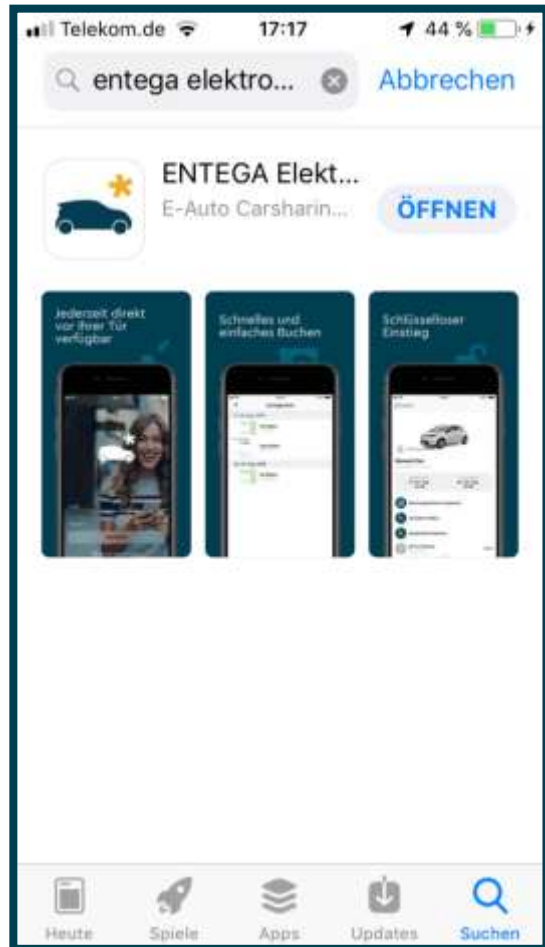 Telekom.de 17:17 44 %
entega elektro... Abbrechen
ENTEGA Elekt...
E-Auto Carsharin...
ÖFFNEN
Jederzeit direkt
vor Ihrer Tür
verfügbar
Schnelles und
einfaches Buchen
Schlüsselloser
Einstieg
Heute Spiele Apps Updates Suchen